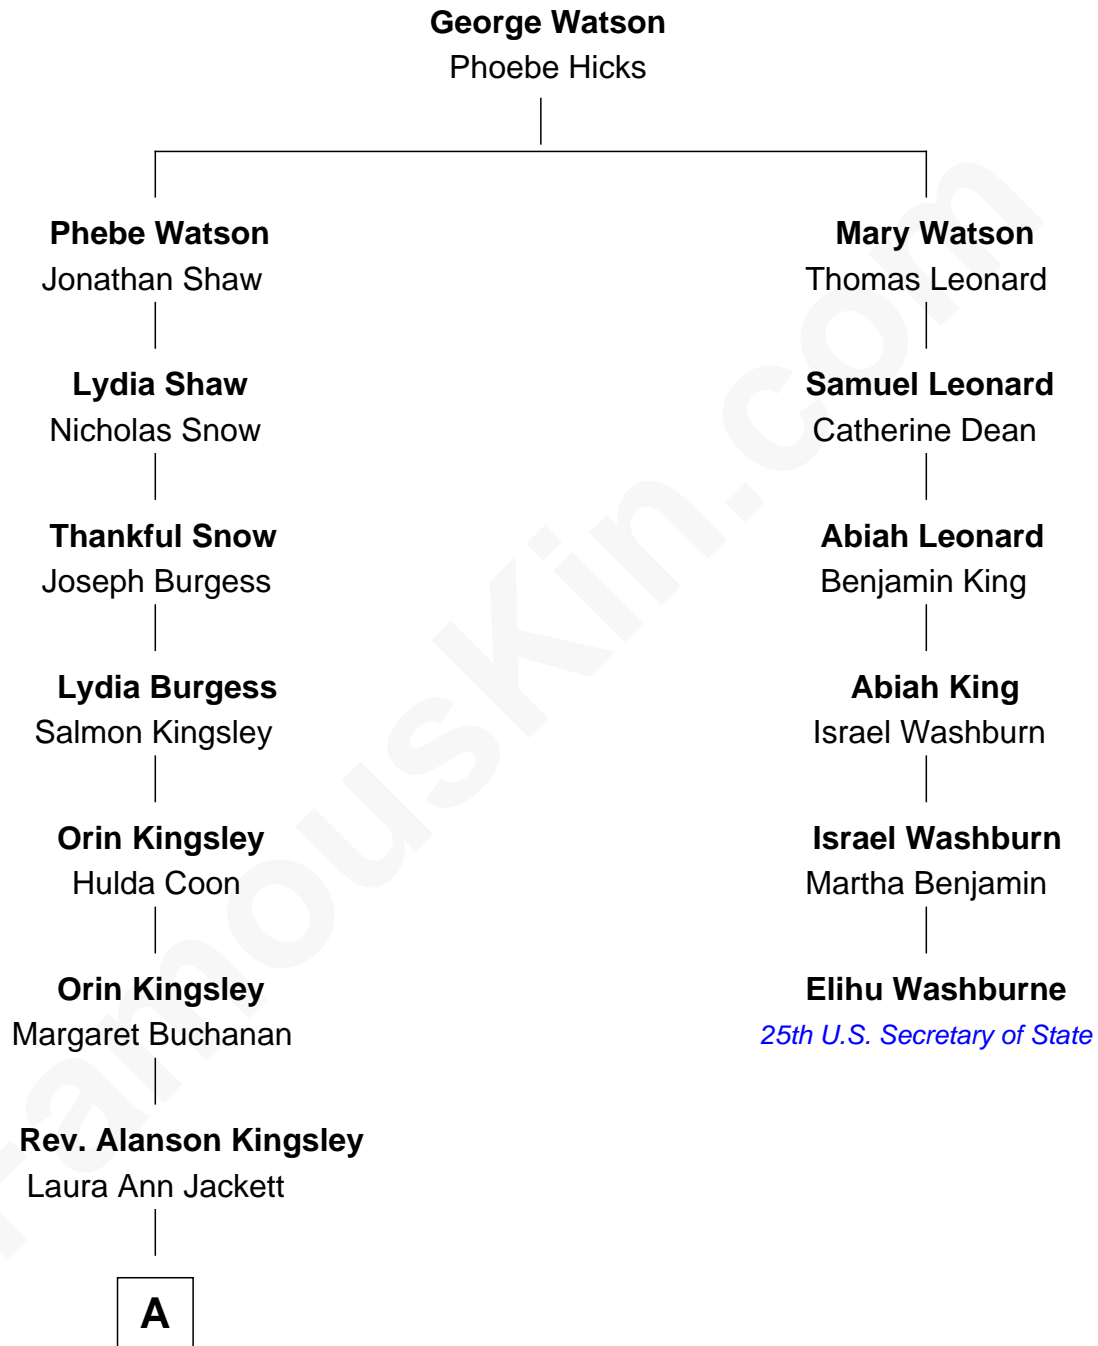 George Watson
Phoebe Hicks
Phebe Watson
Jonathan Shaw
Lydia Shaw
Nicholas Snow
Thankful Snow
Joseph Burgess
Lydia Burgess
Salmon Kingsley
Orin Kingsley
Hulda Coon
Orin Kingsley
Margaret Buchanan
Rev. Alanson Kingsley
Laura Ann Jackett
A
Mary Watson
Thomas Leonard
Samuel Leonard
Catherine Dean
Abiah Leonard
Benjamin King
Abiah King
Israel Washburn
Israel Washburn
Martha Benjamin
Elihu Washburne
25th U.S. Secretary of State
FamousKin.com